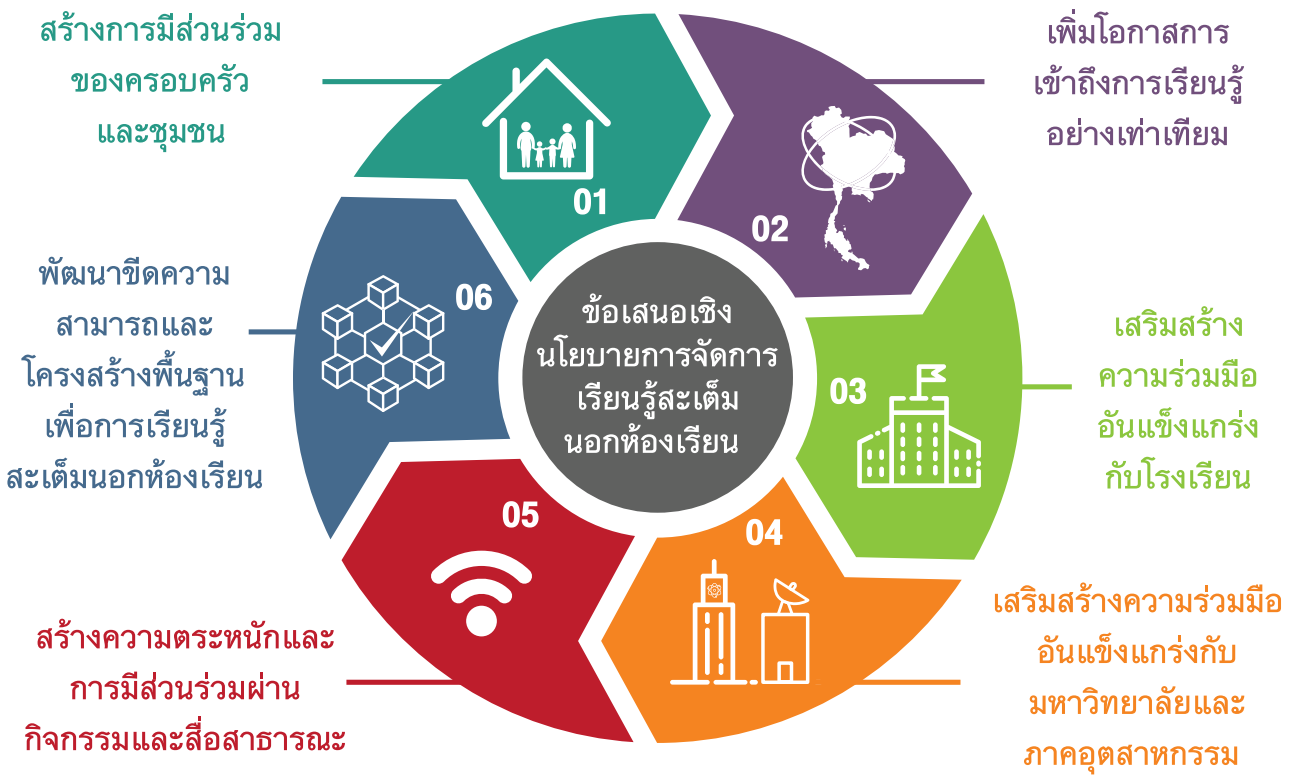 สร้างการมีส่วนร่วม
ของครอบครัว
และชุมชน
01
เพิ่มโอกาสการ
เข้าถึงการเรียนรู้
อย่างเท่าเทียม
02
เสริมสร้าง
ความร่วมมือ
อันแข็งแกร่ง
กับโรงเรียน
03
เสริมสร้างความร่วมมือ
อันแข็งแกร่งกับ
มหาวิทยาลัยและ
ภาคอุตสาหกรรม
04
สร้างความตระหนักและ
การมีส่วนร่วมผ่าน
กิจกรรมและสื่อสาธารณะ
05
พัฒนาขีดความ
สามารถและ
โครงสร้างพื้นฐาน
เพื่อการเรียนรู้
สะเต็มนอกห้องเรียน
06
ข้อเสนอเชิง
นโยบายการจัดการ
เรียนรู้สะเต็ม
นอกห้องเรียน